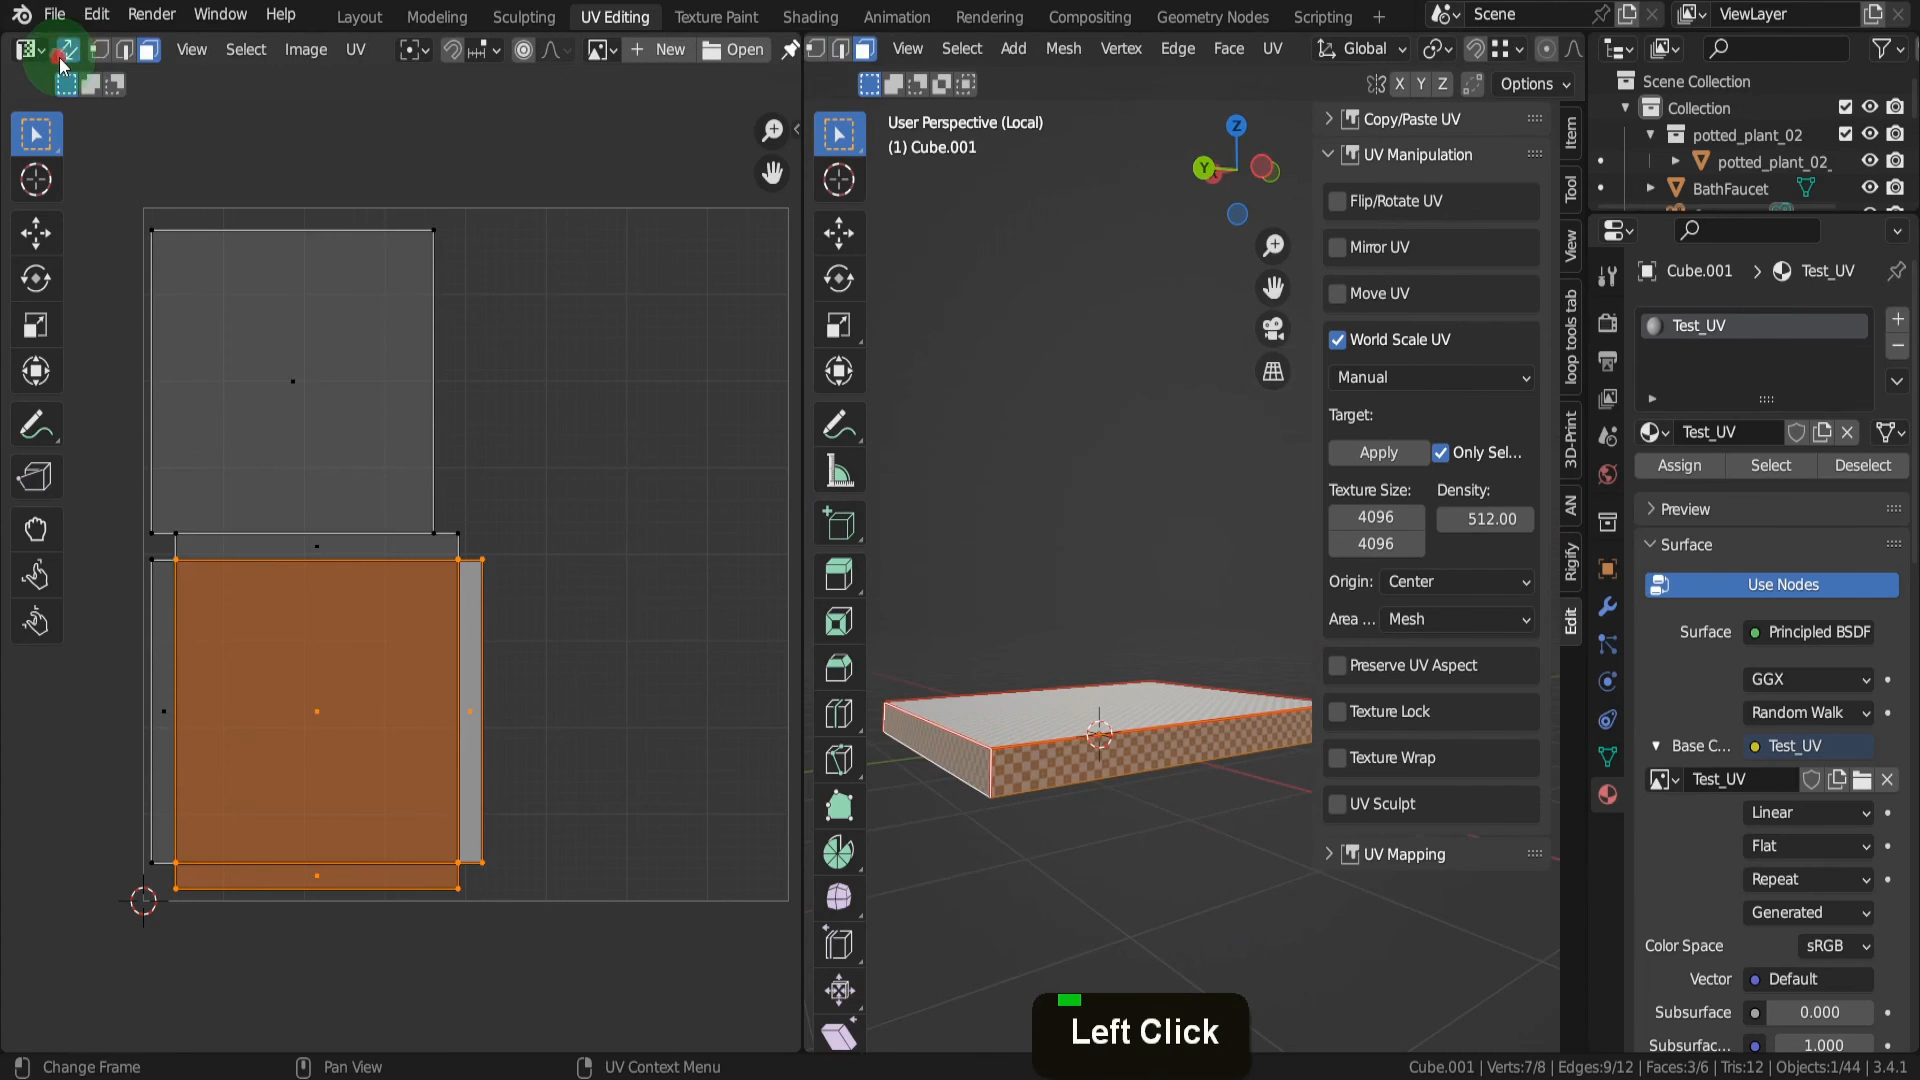 File Edit Render Window Help Layout Modeling Sculpting UV Editing Texture Paint Shading Animation Rendering Compositing Geometry Nodes Scripting + Scene ViewLayer
View Select Image UV New Open View Select Add Mesh Vertex Edge Face UV Global
X Y Z Options
Scene Collection
Collection
potted_plant_02
potted_plant_02_
BathFaucet
User Perspective (Local)
(1) Cube.001
Z
Y
Copy/Paste UV
UV Manipulation
Flip/Rotate UV
Mirror UV
Move UV
World Scale UV
Manual
Target:
Apply Only Sel...
Texture Size: Density:
4096 512.00
4096
Origin: Center
Area ... Mesh
Preserve UV Aspect
Texture Lock
Texture Wrap
UV Sculpt
UV Mapping
Item
Tool
View
loop tools tab
3D-Print
AN
Rigify
Edit
Cube.001 > Test_UV
Test_UV
Test_UV
Assign Select Deselect
Preview
Surface
Use Nodes
Surface Principled BSDF
GGX
Random Walk
Base C... Test_UV
Test_UV
Linear
Flat
Repeat
Generated
Color Space sRGB
Vector Default
Subsurface 0.000
Subsurfac... 1.000
Left Click
Change Frame Pan View UV Context Menu Cube.001 | Verts:7/8 | Edges:9/12 | Faces:3/6 | Tris:12 | Objects:1/44 | 3.4.1